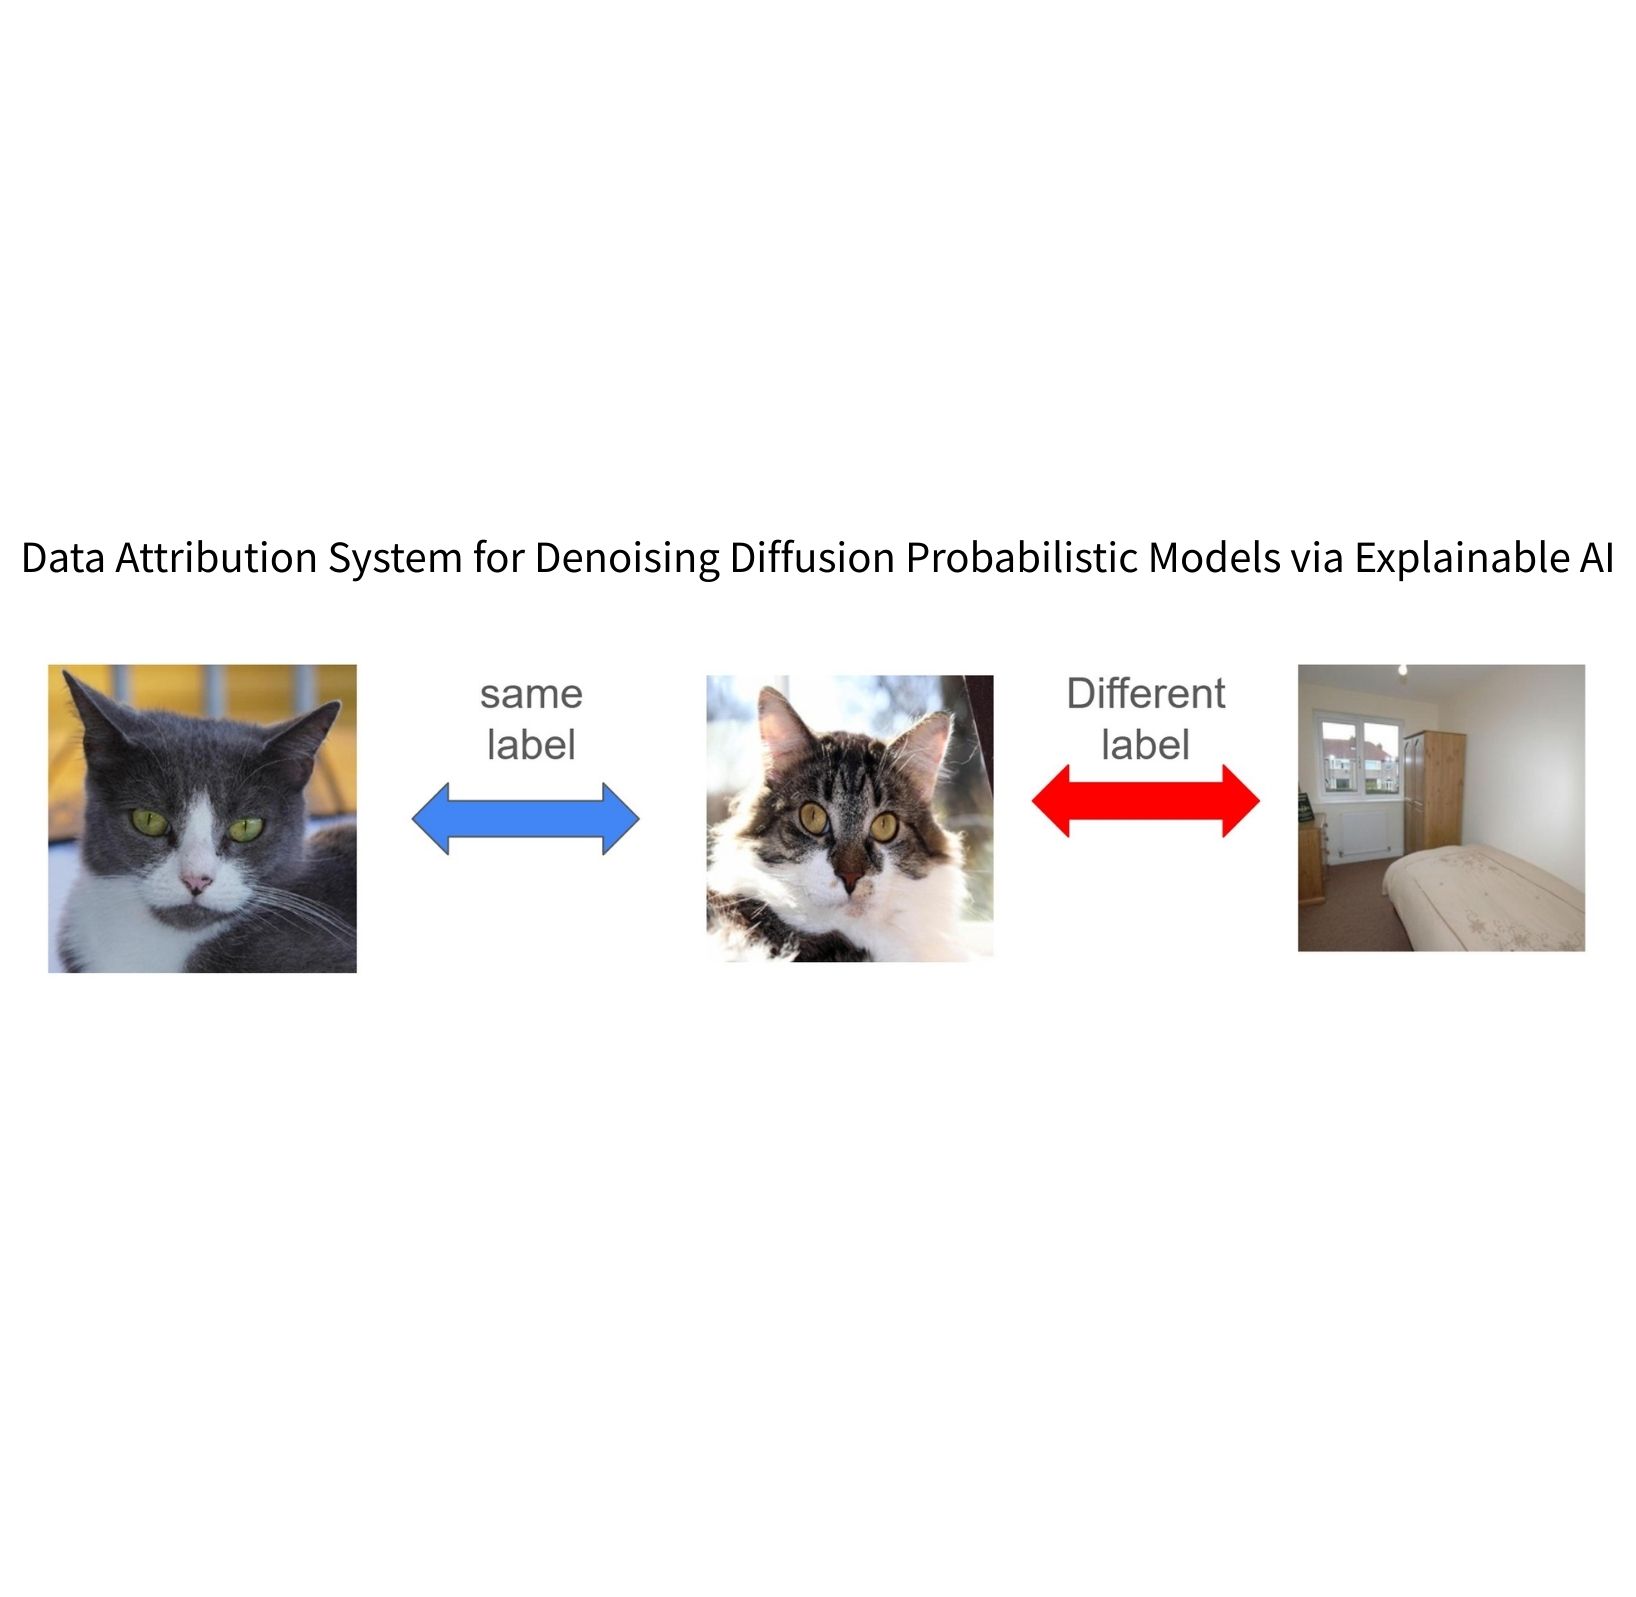 Data Attribution System for Denoising Diffusion Probabilistic Models via Explainable AI
same
label
Different
label